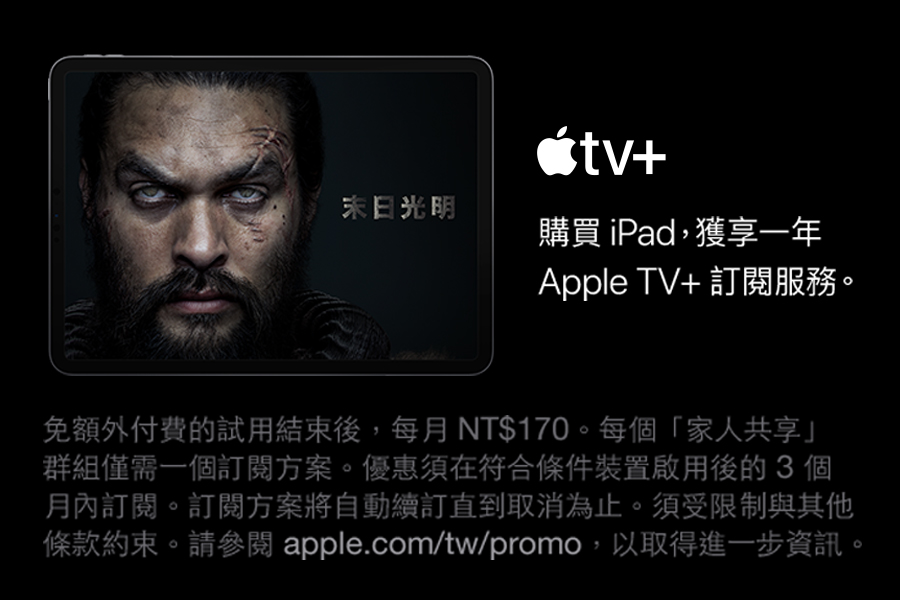 末日光明
tv+
購買 iPad，獲享一年
Apple TV+ 訂閱服務。
免額外付費的試用結束後，每月 NT$170。每個「家人共享」
群組僅需一個訂閱方案。優惠須在符合條件裝置啟用後的 3 個
月內訂閱。訂閱方案將自動續訂直到取消為止。須受限制與其他
條款約束。請參閱 apple.com/tw/promo，以取得進一步資訊。